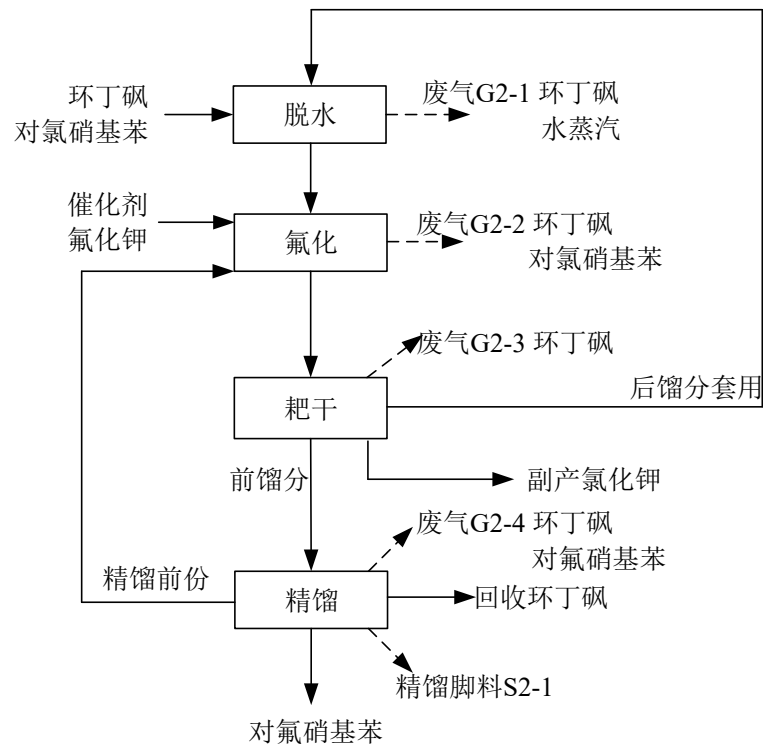 环丁砜
对氯硝基苯
脱水
废气G2-1 环丁砜
水蒸汽
催化剂
氟化钾
氟化
废气G2-2 环丁砜
对氯硝基苯
废气G2-3 环丁砜
后馏分套用
耙干
前馏分
副产氯化钾
废气G2-4 环丁砜
对氟硝基苯
精馏前份
精馏
回收环丁砜
精馏脚料S2-1
对氟硝基苯